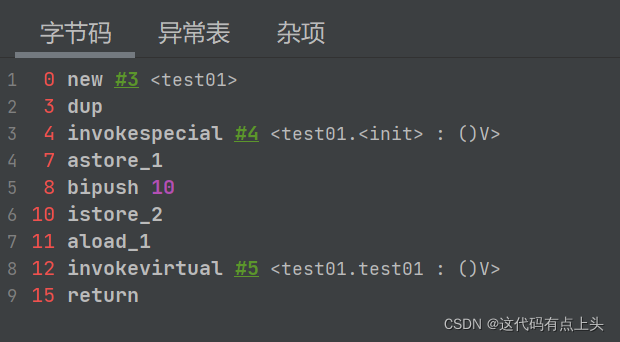 字节码 异常表 杂项
1 0 new #3 <test01>
2 3 dup
3 4 invokespecial #4 <test01.<init> : ()V>
4 7 astore_1
5 8 bipush 10
6 10 istore_2
7 11 aload_1
8 12 invokevirtual #5 <test01.test01 : ()V>
9 15 return
CSDN @这代码有点上头